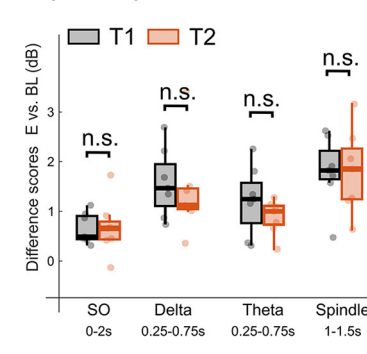 T1 T2
Difference scores E vs. BL (dB)
n.s.
n.s.
n.s.
n.s.
3
2
1
0
SO Delta Theta Spindle
0-2s 0.25-0.75s 0.25-0.75s 1-1.5s